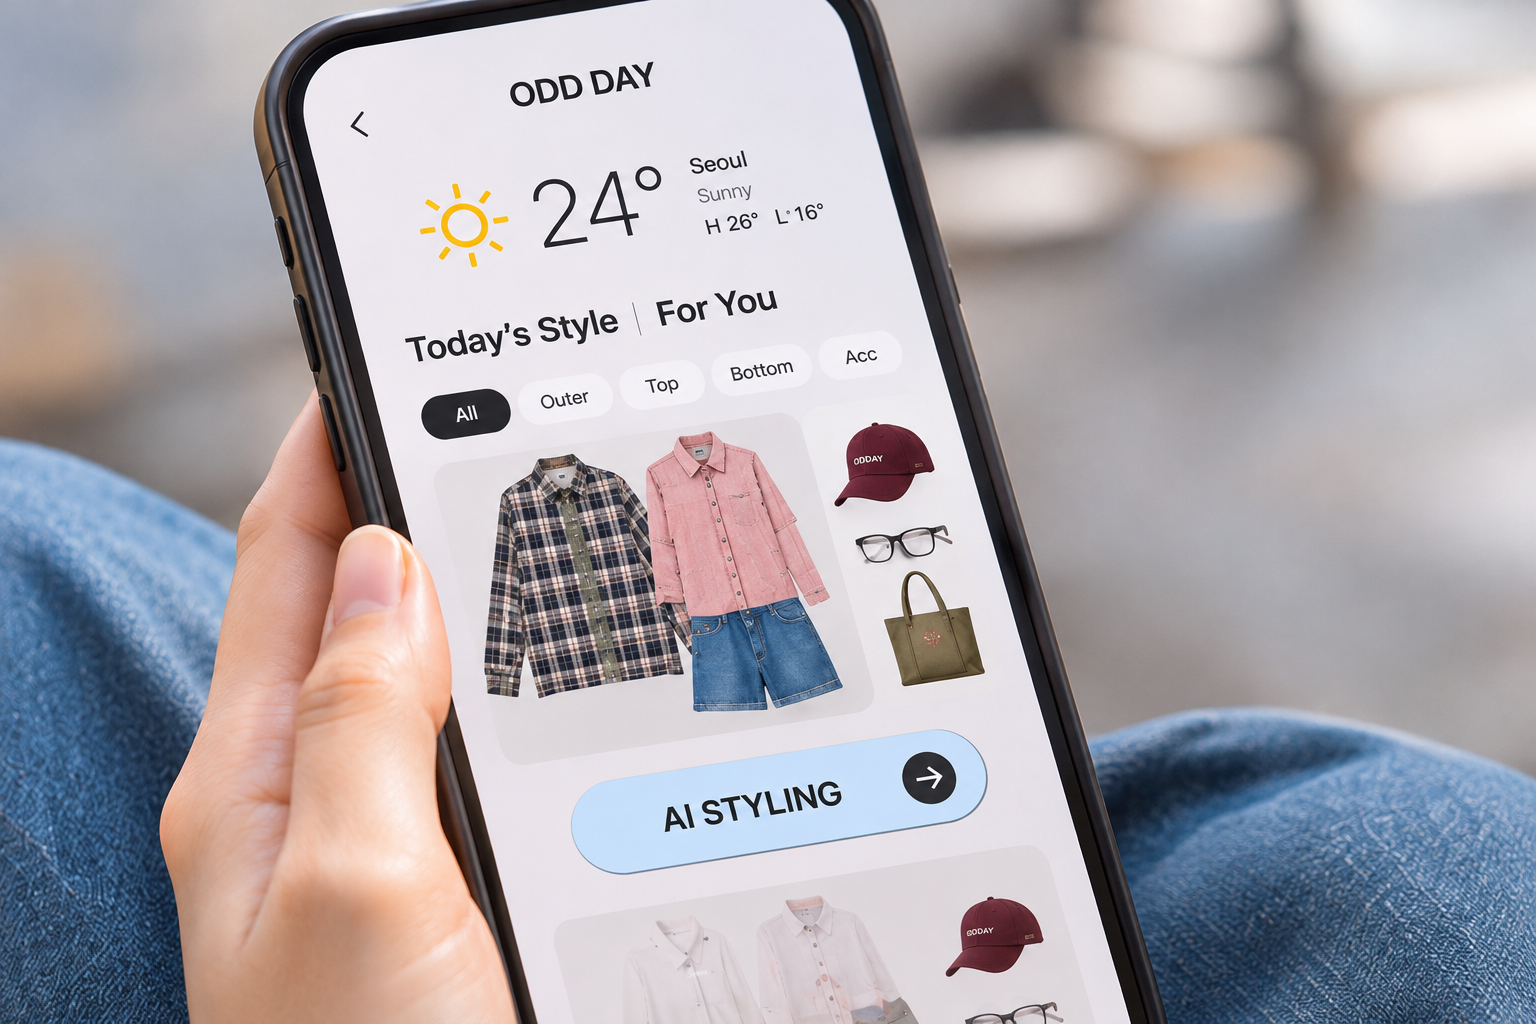 ODD DAY
24°
Seoul
Sunny
H 26° L° 16°
Today's Style | For You
All
Outer
Top
Bottom
Acc
ODDAY
AI STYLING
GODAY